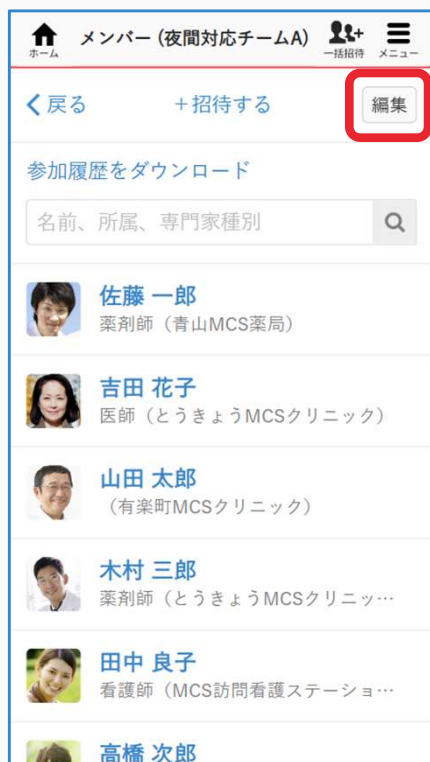 メンバー (夜間対応チームA)
ホーム
一括招待
メニュー
戻る
+招待する
編集
参加履歴をダウンロード
名前、所属、専門家種別
佐藤 一郎
薬剤師（青山MCS薬局）
吉田 花子
医師（とうきょうMCSクリニック）
山田 太郎
（有楽町MCSクリニック）
木村 三郎
薬剤師（とうきょうMCSクリニッ…
田中 良子
看護師（MCS訪問看護ステーショ…
高橋 次郎